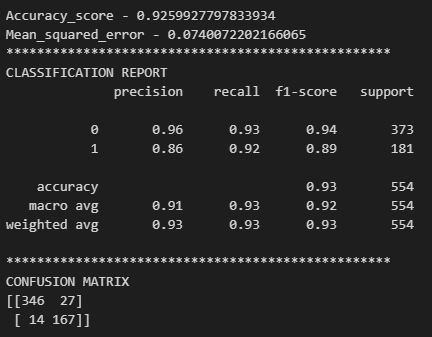 Accuracy_score - 0.9259927797833934
Mean_squared_error - 0.0740072202166065
**************************************************
CLASSIFICATION REPORT
precision recall f1-score support
0 0.96 0.93 0.94 373
1 0.86 0.92 0.89 181
accuracy 0.93 554
macro avg 0.91 0.93 0.92 554
weighted avg 0.93 0.93 0.93 554
**************************************************
CONFUSION MATRIX
[[346 27]
[ 14 167]]